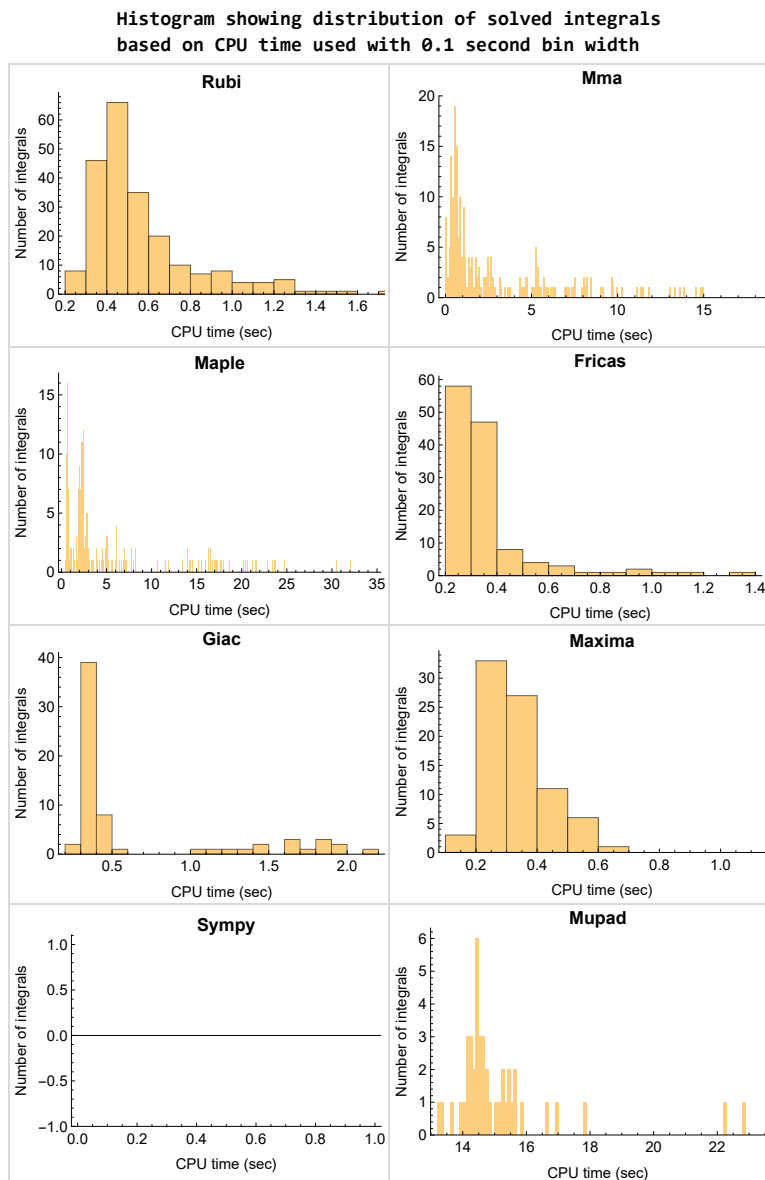 Histogram showing distribution of solved integrals
based on CPU time used with 0.1 second bin width
Rubi
Number of integrals
0
10
20
30
40
50
60
0.2 0.4 0.6 0.8 1.0 1.2 1.4 1.6
CPU time (sec)
Mma
Number of integrals
20
15
10
5
0
0 5 10 15
CPU time (sec)
Maple
Number of integrals
15
10
5
0
0 5 10 15 20 25 30 35
CPU time (sec)
Fricas
Number of integrals
60
50
40
30
20
10
0
0.2 0.4 0.6 0.8 1.0 1.2 1.4
CPU time (sec)
Giac
Number of integrals
40
30
20
10
0
0.5 1.0 1.5 2.0
CPU time (sec)
Maxima
Number of integrals
30
25
20
15
10
5
0
0.2 0.4 0.6 0.8 1.0
CPU time (sec)
Sympy
Number of integrals
1.0
0.5
0.0
−0.5
−1.0
0.0 0.2 0.4 0.6 0.8 1.0
CPU time (sec)
Mupad
Number of integrals
6
5
4
3
2
1
0
14 16 18 20 22
CPU time (sec)